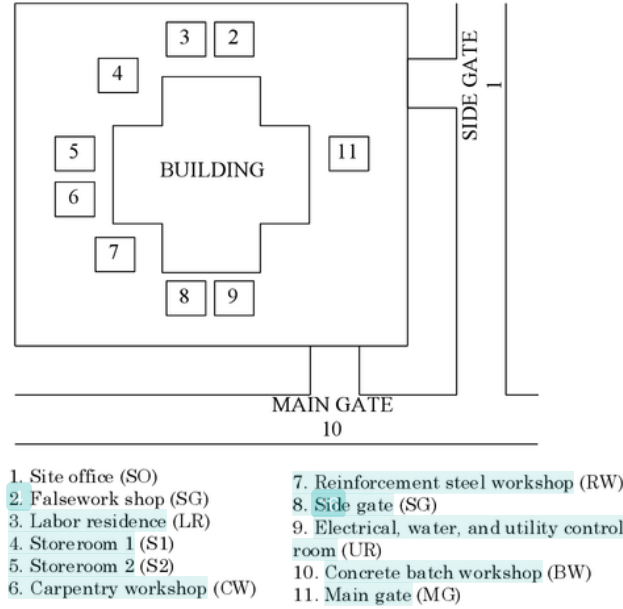 3 2
4
SIDE GATE
1
5
11
BUILDING
6
7
8 9
MAIN GATE
10
1. Site office (SO)
2. Falsework shop (SG)
3. Labor residence (LR)
4. Storeroom 1 (S1)
5. Storeroom 2 (S2)
6. Carpentry workshop (CW)
7. Reinforcement steel workshop (RW)
8. Side gate (SG)
9. Electrical, water, and utility control
room (UR)
10. Concrete batch workshop (BW)
11. Main gate (MG)